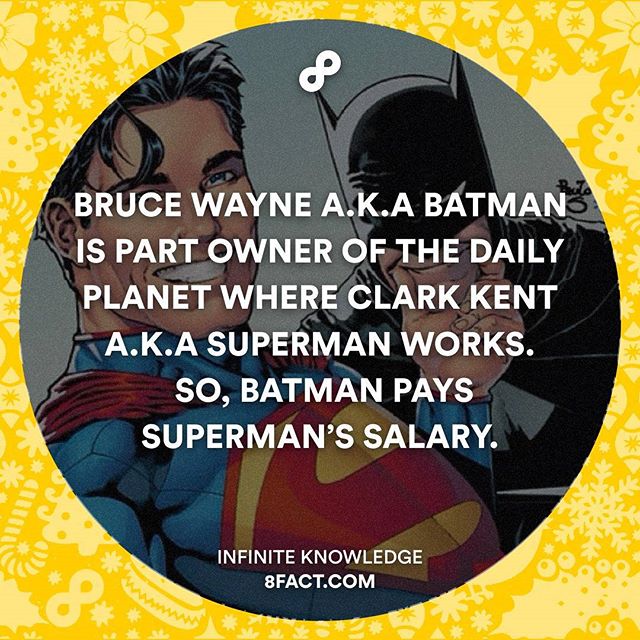 BRUCE WAYNE A.K.A BATMAN
IS PART OWNER OF THE DAILY
PLANET WHERE CLARK KENT
A.K.A SUPERMAN WORKS.
SO, BATMAN PAYS
SUPERMAN'S SALARY.
INFINITE KNOWLEDGE
8FACT.COM